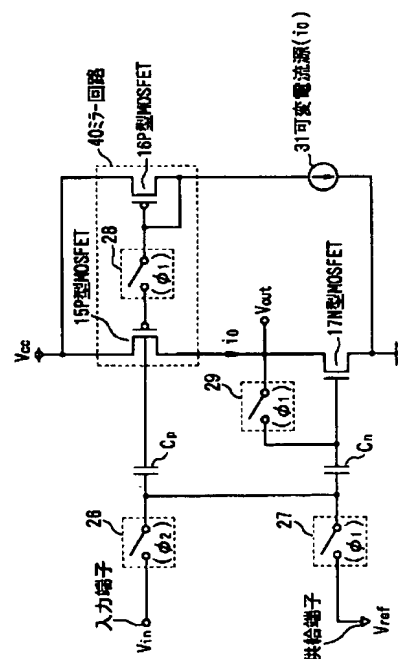 40ミラー回路
16P型MOSFET
31可変電流源(io)
28
(φ1)
15P型MOSFET
Vcc
io
Vout
17N型MOSFET
29
(φ1)
Cp
Cn
26
(φ2)
27
(φ1)
入力端子
Vin
供給端子
Vref